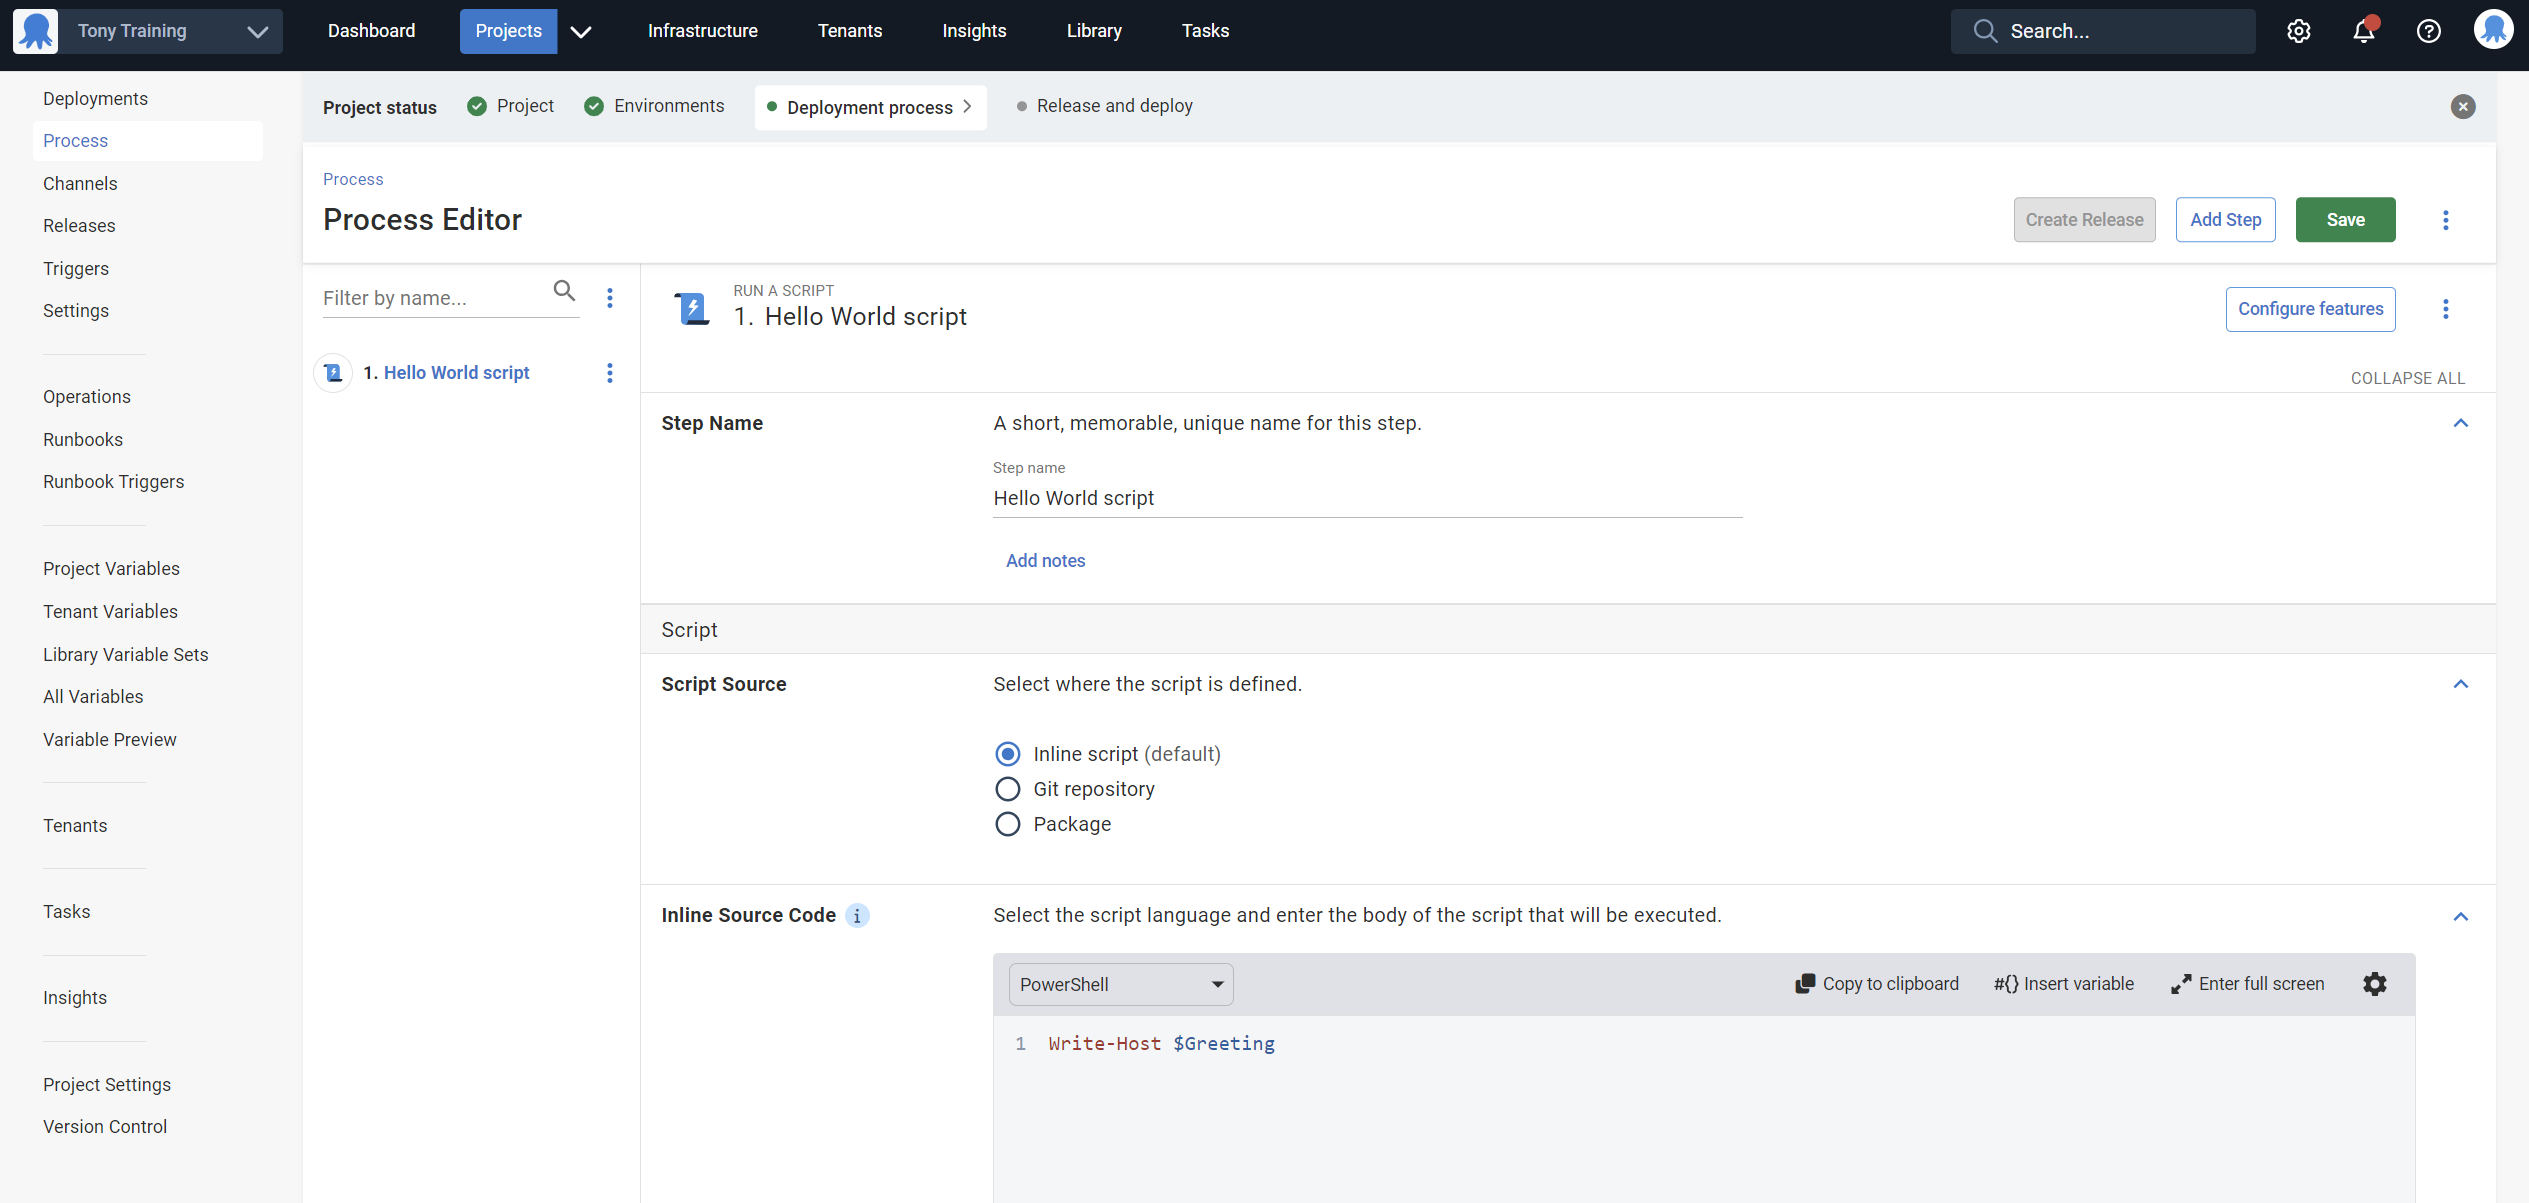 Tony Training
Dashboard
Projects
Infrastructure
Tenants
Insights
Library
Tasks
Search...
Deployments
Process
Channels
Releases
Triggers
Settings
Operations
Runbooks
Runbook Triggers
Project Variables
Tenant Variables
Library Variable Sets
All Variables
Variable Preview
Tenants
Tasks
Insights
Project Settings
Version Control
Project status
Project
Environments
Deployment process
Release and deploy
Process
Process Editor
Create Release
Add Step
Save
Filter by name...
1. Hello World script
RUN A SCRIPT
1. Hello World script
Configure features
COLLAPSE ALL
Step Name
A short, memorable, unique name for this step.
Step name
Hello World script
Add notes
Script
Script Source
Select where the script is defined.
Inline script (default)
Git repository
Package
Inline Source Code
Select the script language and enter the body of the script that will be executed.
PowerShell
Copy to clipboard
#{} Insert variable
Enter full screen
1 Write-Host $Greeting